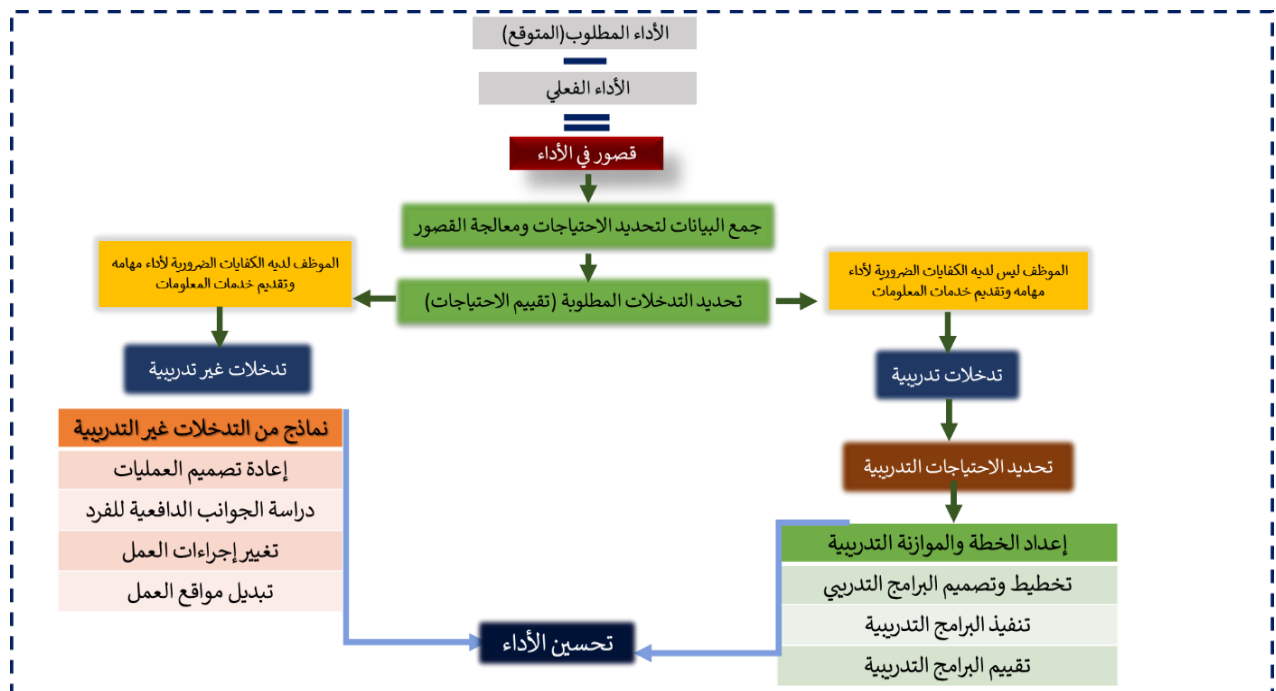 الأداء المطلوب(المتوقع)
الأداء الفعلي
قصور في الأداء
جمع البيانات لتحديد الاحتياجات ومعالجة القصور
تحديد التدخلات المطلوبة (تقييم الاحتياجات)
الموظف ليس لديه الكفايات الضرورية لأداء
مهامه وتقديم خدمات المعلومات
تدخلات تدريبية
تحديد الاحتياجات التدريبية
إعداد الخطة والموازنة التدريبية
تخطيط وتصميم البرامج التدريبي
تنفيذ البرامج التدريبية
تقييم البرامج التدريبية
الموظف لديه الكفايات الضرورية لأداء مهامه
وتقديم خدمات المعلومات
تدخلات غير تدريبية
نماذج من التدخلات غير التدريبية
إعادة تصميم العمليات
دراسة الجوانب الدافعية للفرد
تغيير إجراءات العمل
تبديل مواقع العمل
تحسين الأداء